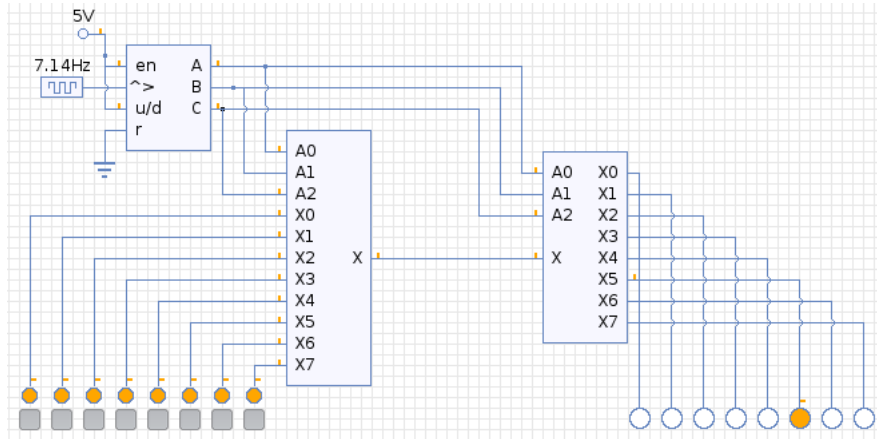 5V
7.14Hz
en A
^> B
u/d C
r
A0
A1
A2
X0
X1
X2 X
X3
X4
X5
X6
X7
A0 X0
A1 X1
A2 X2
X3
X X4
X5
X6
X7